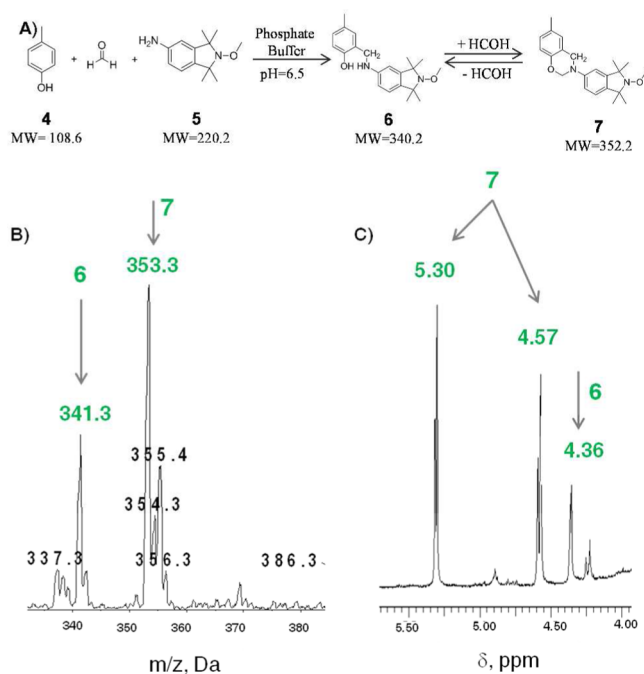 A)
HO
+
O
H H
+
H₂N
N-O
Phosphate
Buffer
pH=6.5
OH HN
CH₂
N-O
+ HCOH
- HCOH
O N
CH₂
N-O
4
5
6
7
MW= 108.6
MW=220.2
MW=340.2
MW=352.2
B)
7
353.3
6
341.3
355.4
354.3
337.3
356.3
386.3
340
350
360
370
380
m/z, Da
C)
7
5.30
4.57
6
4.36
5.50
5.00
4.50
4.00
δ, ppm